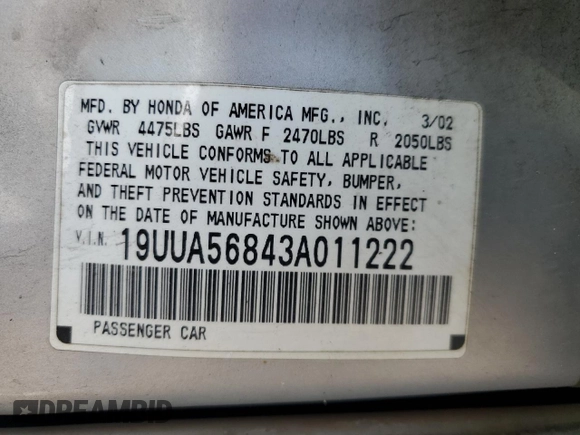 MFD. BY HONDA OF AMERICA MFG., INC. 3/02
GVWR 4475LBS GAWR F 2470LBS R 2050LBS
THIS VEHICLE CONFORMS TO ALL APPLICABLE
FEDERAL MOTOR VEHICLE SAFETY, BUMPER,
AND THEFT PREVENTION STANDARDS IN EFFECT
ON THE DATE OF MANUFACTURE SHOWN ABOVE:
V.I.N. 19UUA56843A011222
PASSENGER CAR
DREAMBID